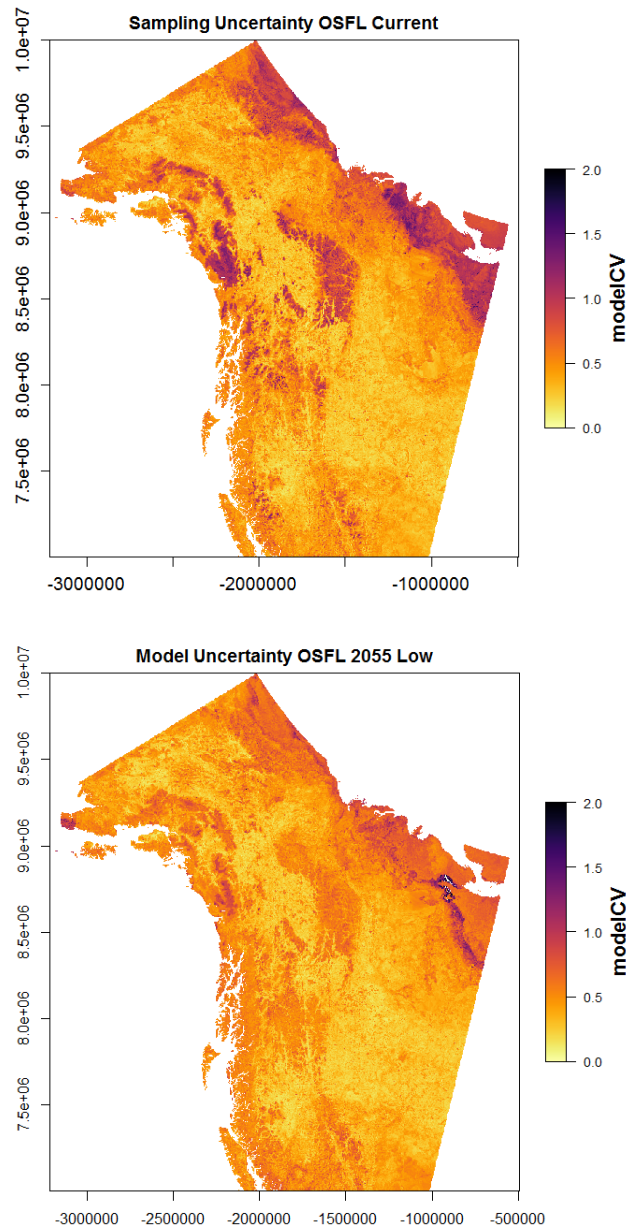 Sampling Uncertainty OSFL Current
1.0e+07
9.5e+06
9.0e+06
8.5e+06
8.0e+06
7.5e+06
-3000000
-2000000
-1000000
2.0
1.5
1.0
0.5
0.0
modelCV
Model Uncertainty OSFL 2055 Low
1.0e+07
9.5e+06
9.0e+06
8.5e+06
8.0e+06
7.5e+06
-3000000 -2500000 -2000000 -1500000 -1000000 -500000
2.0
1.5
1.0
0.5
0.0
modelCV